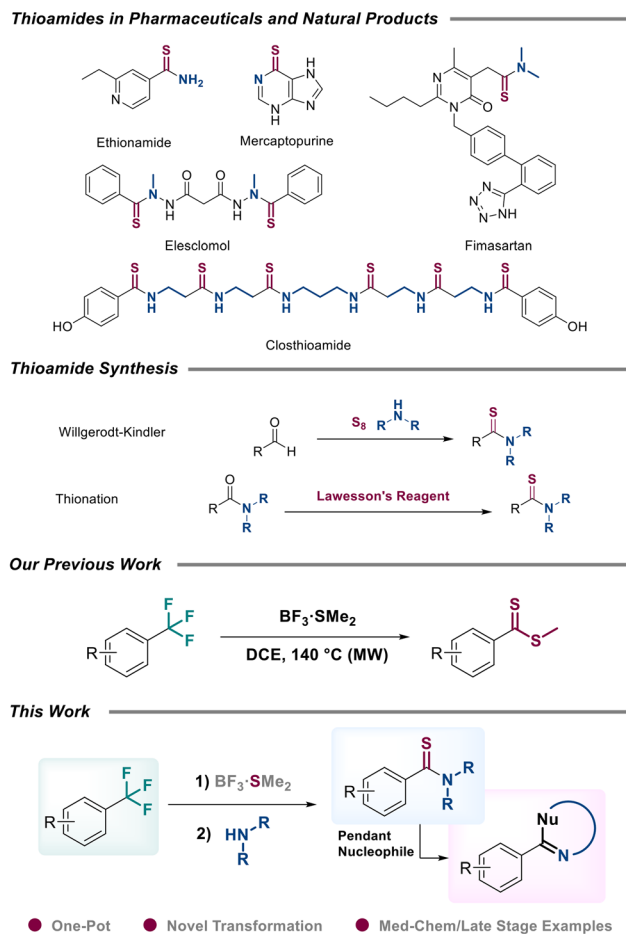 Thioamides in Pharmaceuticals and Natural Products
S
NH2
N
Ethionamide
S
N
H
N
N
N
H
Mercaptopurine
S
N
N
N
O
N
N
N
N
NH
Fimasartan
N
S
N
H
O
O
N
H
N
S
Elesclomol
S
N
H
S
N
H
S
N
H
N
H
S
N
H
S
N
H
S
HO
OH
Closthioamide
Thioamide Synthesis
Willgerodt-Kindler
O
R
H
S8
H
N
R
R
S
R
N
R
R
Thionation
O
R
N
R
R
Lawesson's Reagent
S
R
N
R
R
Our Previous Work
F
F
F
R
BF3·SMe2
DCE, 140 °C (MW)
S
S
R
This Work
F
F
F
R
1) BF3·SMe2
2) HN
R
R
S
N
R
R
R
Pendant
Nucleophile
Nu
N
R
One-Pot
Novel Transformation
Med-Chem/Late Stage Examples